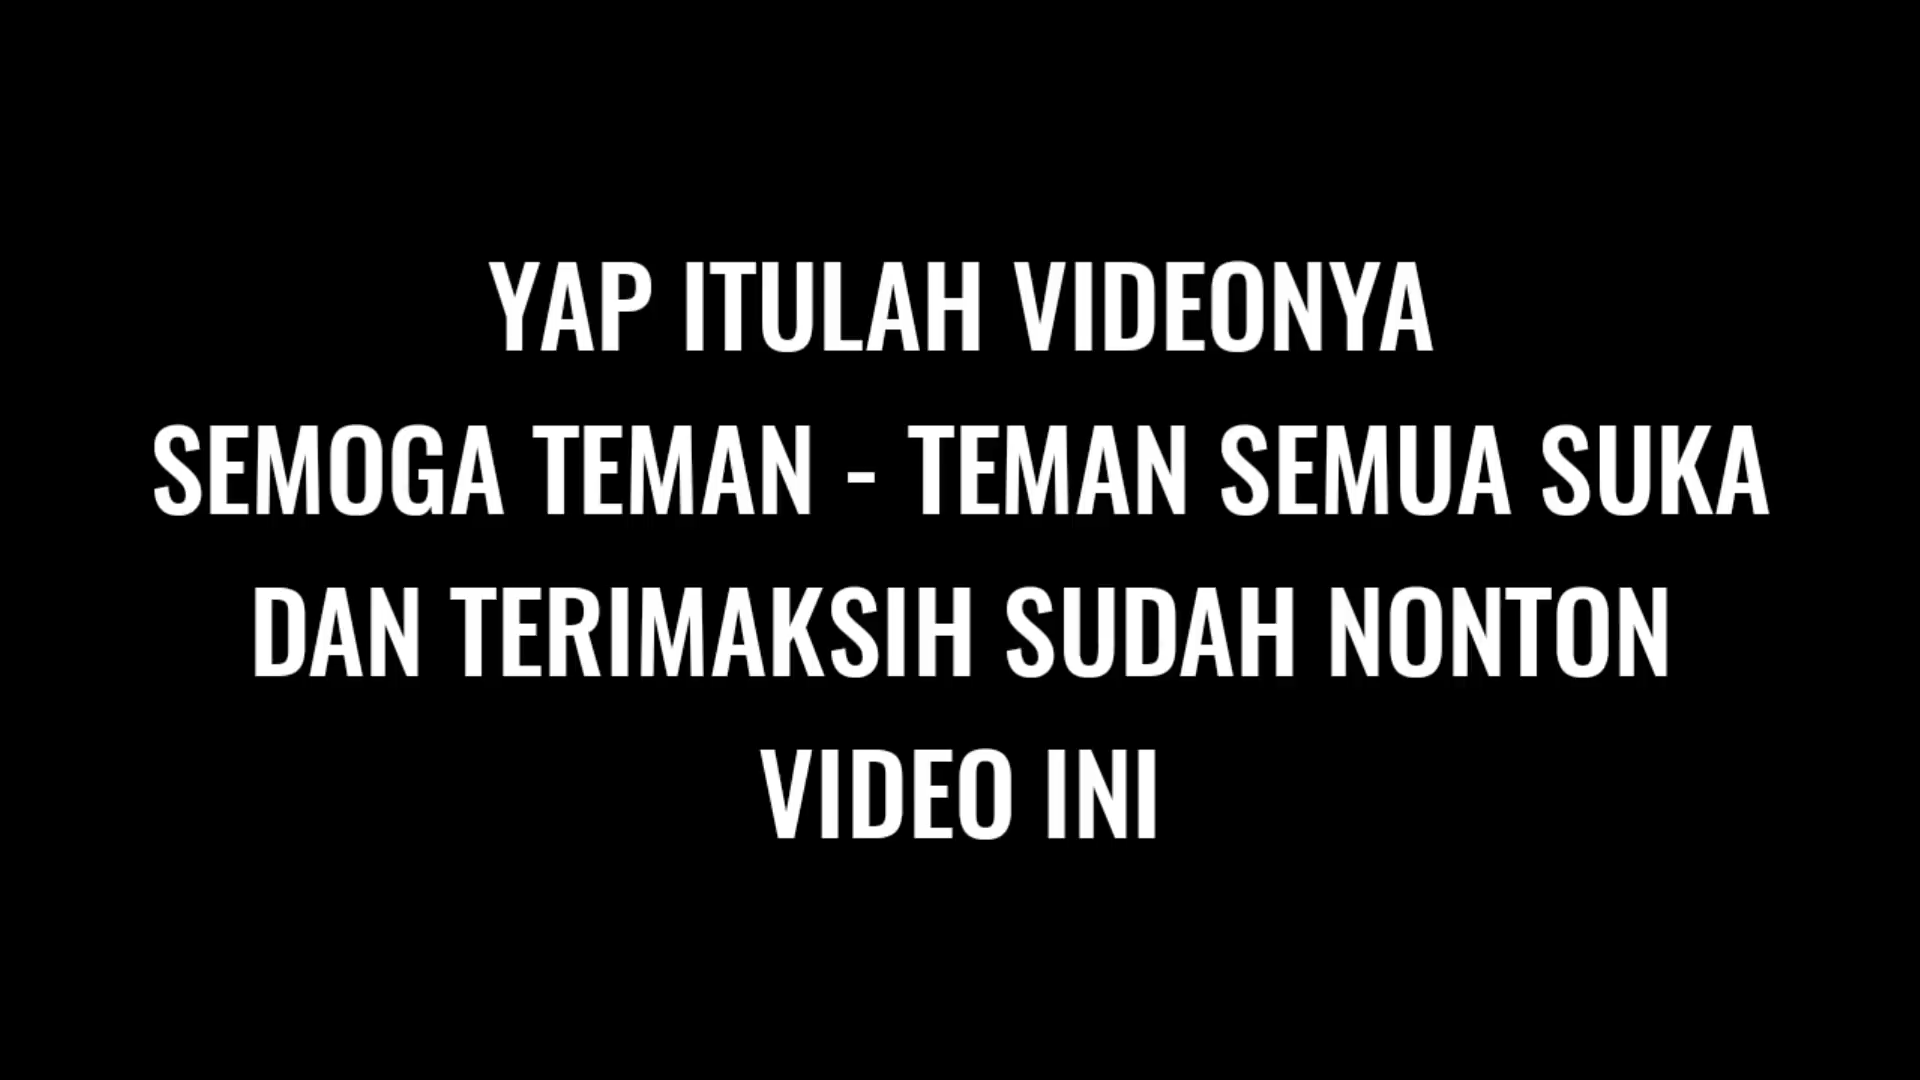 YAP ITULAH VIDEONYA
SEMOGA TEMAN - TEMAN SEMUA SUKA
DAN TERIMAKSIH SUDAH NONTON
VIDEO INI